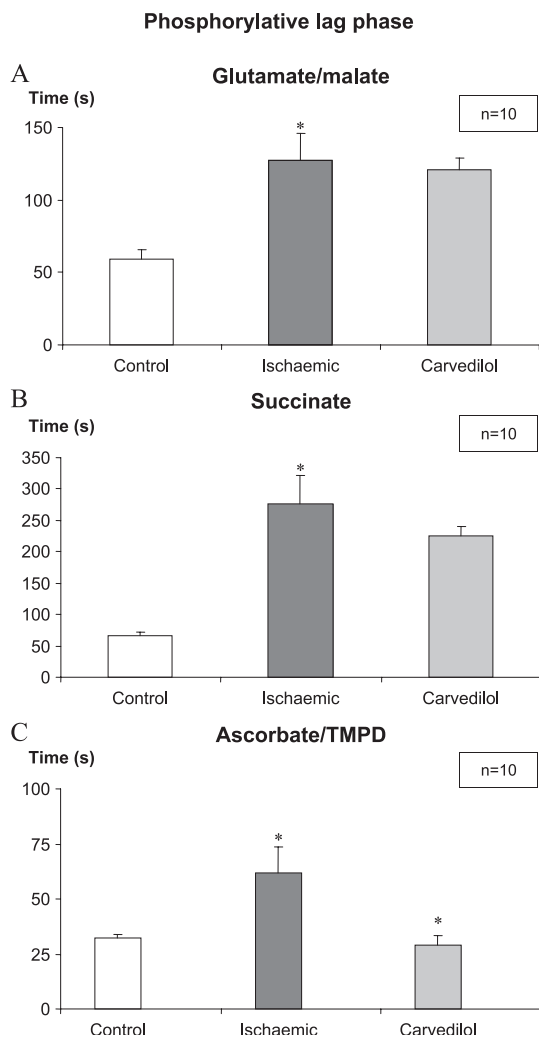 Phosphorylative lag phase
A
Glutamate/malate
Time (s)
n=10
150
100
50
0
*
Control Ischaemic Carvedilol
B
Succinate
Time (s)
n=10
350
300
250
200
150
100
50
0
*
Control Ischaemic Carvedilol
C
Ascorbate/TMPD
Time (s)
n=10
100
75
50
25
0
*
*
Control Ischaemic Carvedilol